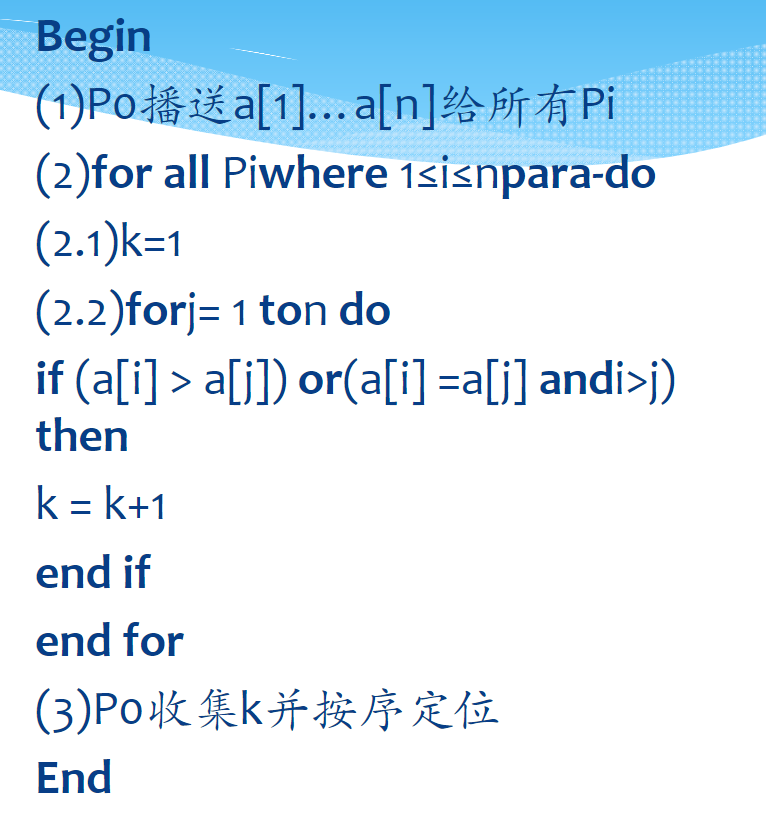 Begin
(1)P0播送a[1]…a[n]给所有Pi
(2)for all Piwhere 1≤i≤npara-do
(2.1)k=1
(2.2)forj= 1 ton do
if (a[i] > a[j]) or(a[i] =a[j] andi>j)
then
k = k+1
end if
end for
(3)P0收集k并按序定位
End